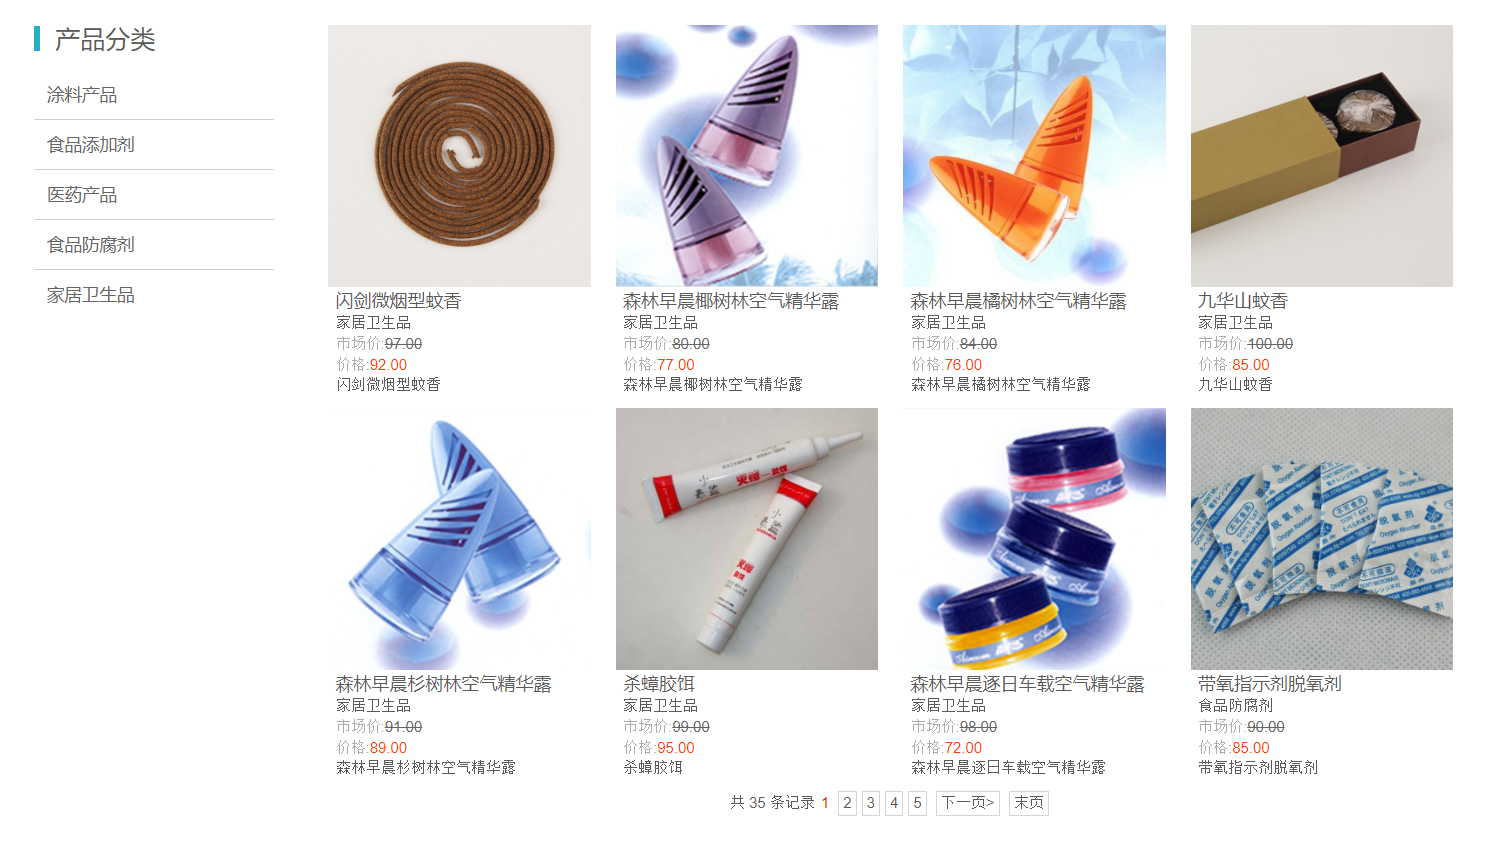 产品分类
涂料产品
食品添加剂
医药产品
食品防腐剂
家居卫生品
闪剑微烟型蚊香
家居卫生品
市场价:97.00
价格:92.00
闪剑微烟型蚊香
森林早晨椰树林空气精华露
家居卫生品
市场价:80.00
价格:77.00
森林早晨椰树林空气精华露
森林早晨橘树林空气精华露
家居卫生品
市场价:84.00
价格:76.00
森林早晨橘树林空气精华露
九华山蚊香
家居卫生品
市场价:100.00
价格:85.00
九华山蚊香
森林早晨杉树林空气精华露
家居卫生品
市场价:91.00
价格:89.00
森林早晨杉树林空气精华露
杀蟑胶饵
家居卫生品
市场价:99.00
价格:95.00
杀蟑胶饵
森林早晨逐日车载空气精华露
家居卫生品
市场价:98.00
价格:72.00
森林早晨逐日车载空气精华露
不可食用
DON'T EAT
脱氧剂
Oxygen Absorber
不可微波
带氧指示剂脱氧剂
食品防腐剂
市场价:90.00
价格:85.00
带氧指示剂脱氧剂
共 35 条记录 1 2 3 4 5 下一页> 末页